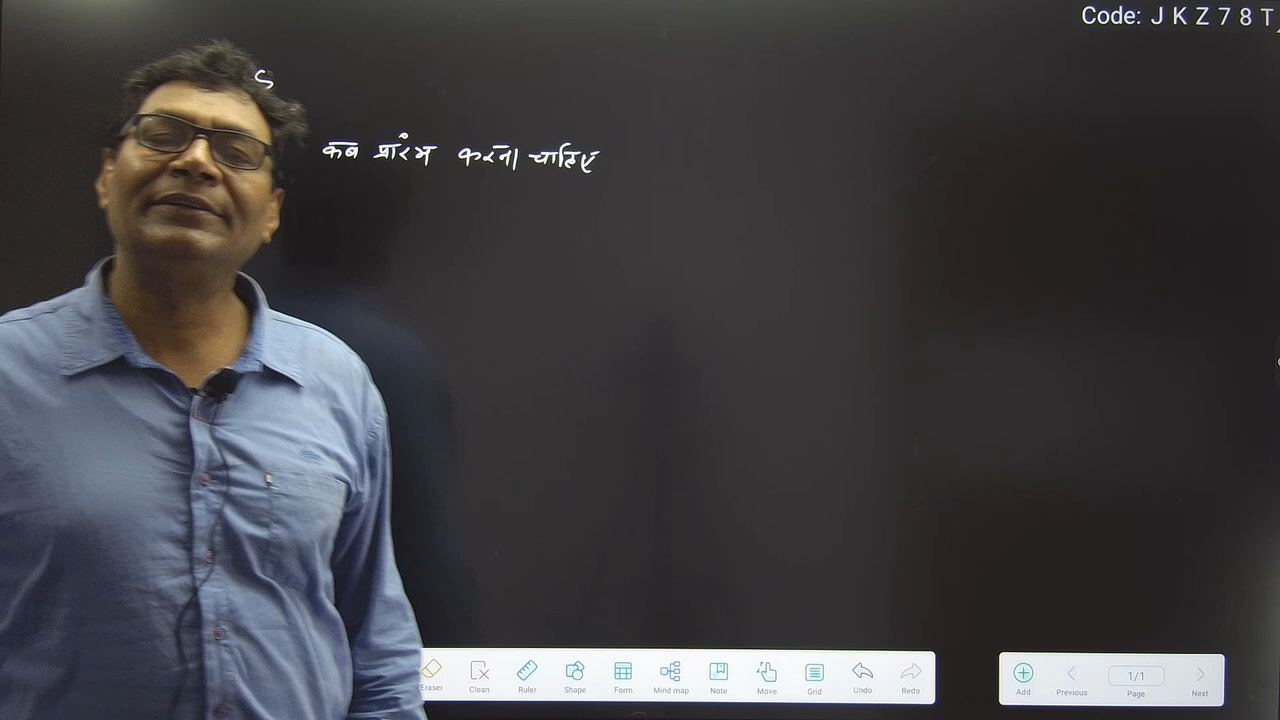 Code: J K Z 7 8 T
S
कब प्रारंभ करना चाहिए
Eraser Clean Ruler Shape Form Mind map Note Move Grid Undo Redo
Add Previous 1/1 Page Next